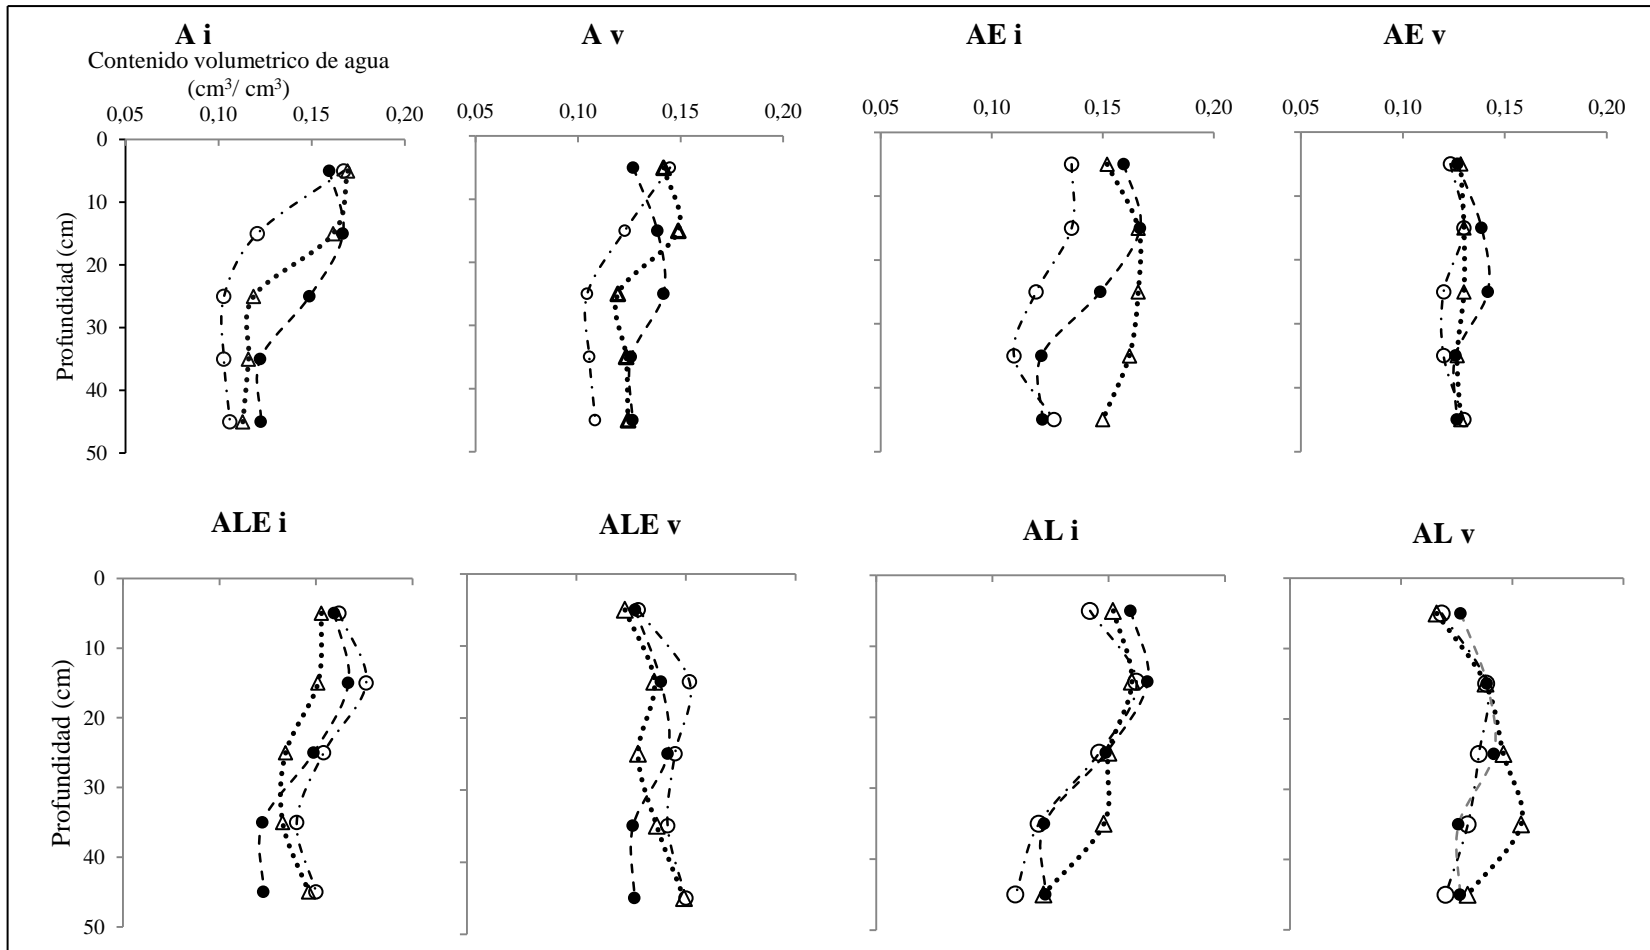 A i
A v
AE i
AE v
Contenido volumetrico de agua
(cm³/ cm³)
0,05 0,10 0,15 0,20
0,05 0,10 0,15 0,20
0,05 0,10 0,15 0,20
0,05 0,10 0,15 0,20
0
10
20
30
40
50
Profundidad (cm)
ALE i
ALE v
AL i
AL v
0
10
20
30
40
50
Profundidad (cm)